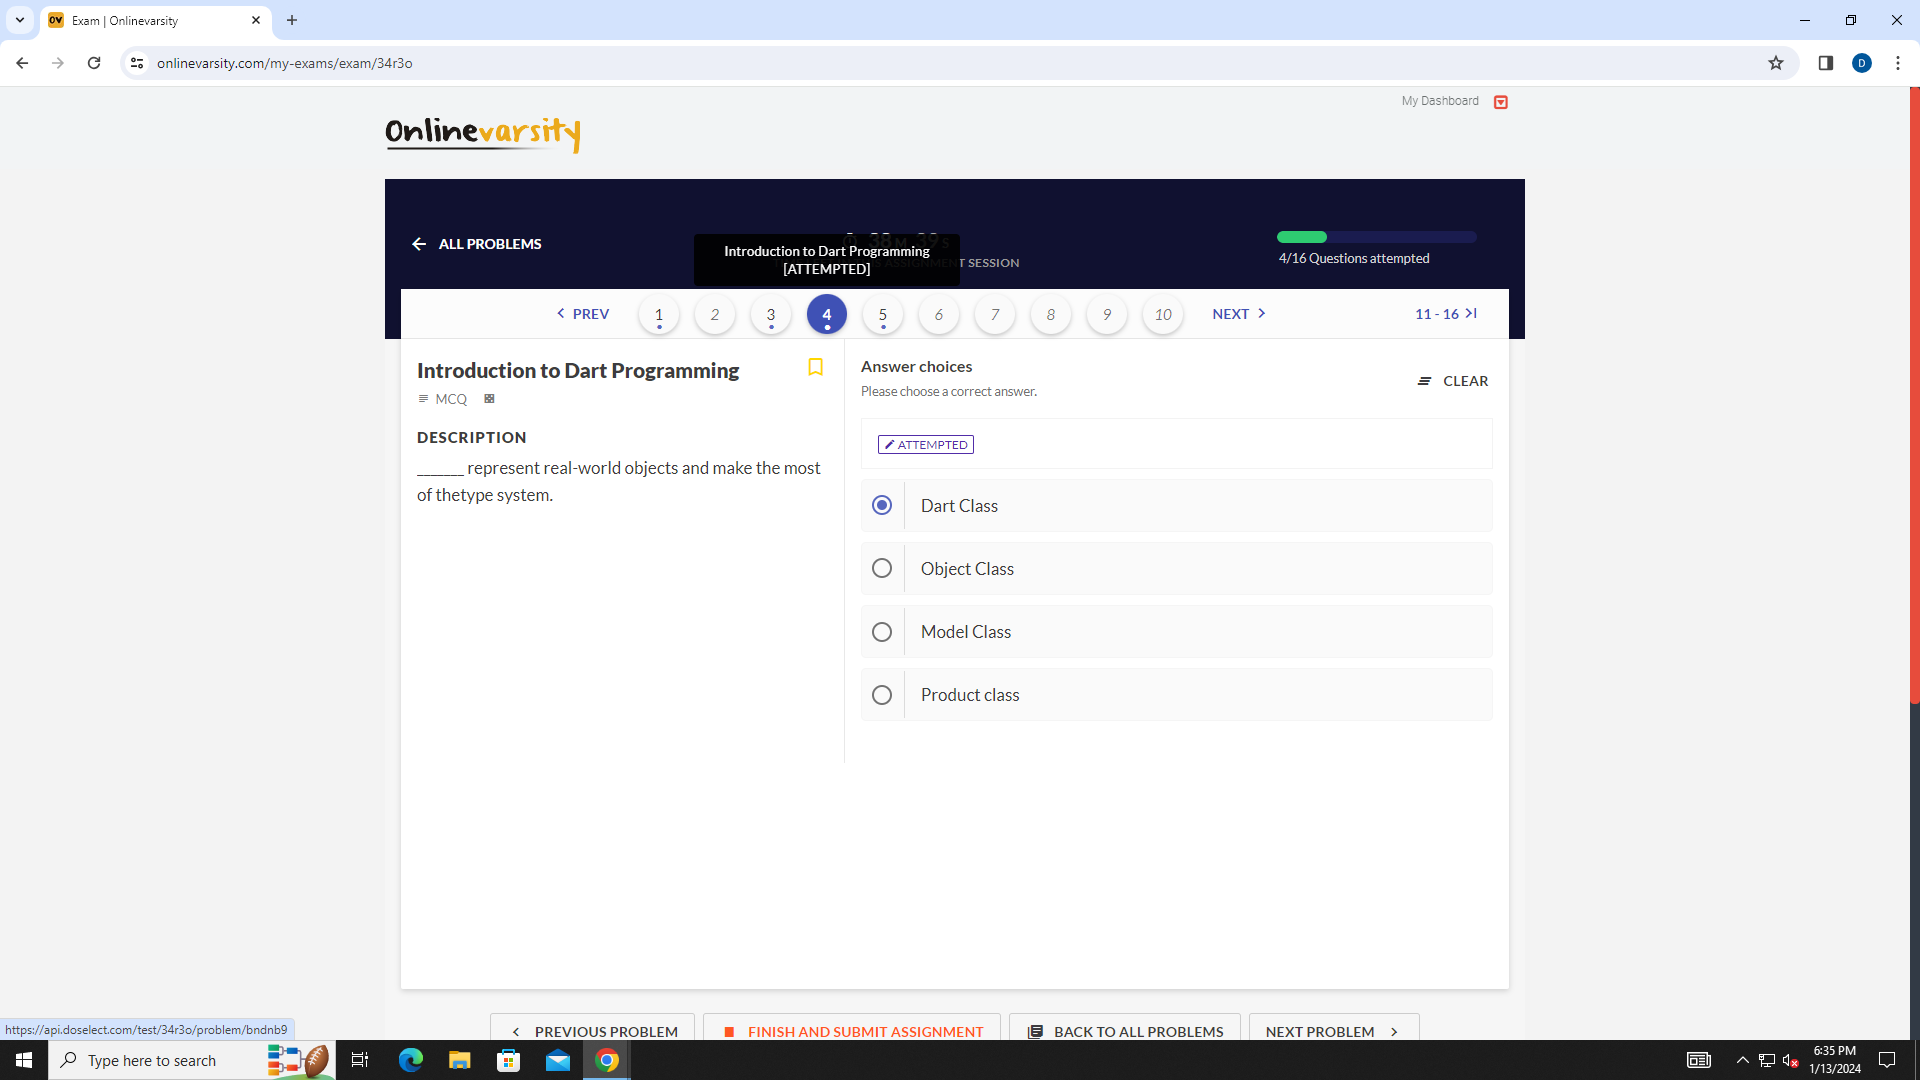 Exam | Onlinevarsity
onlinevarsity.com/my-exams/exam/34r3o
D
My Dashboard
Onlinevarsity
ALL PROBLEMS
Introduction to Dart Programming
[ATTEMPTED]
T SESSION
4/16 Questions attempted
PREV
1
2
3
4
5
6
7
8
9
10
NEXT
11 - 16
Introduction to Dart Programming
MCQ
DESCRIPTION
______ represent real-world objects and make the most
of thetype system.
Answer choices
Please choose a correct answer.
CLEAR
ATTEMPTED
Dart Class
Object Class
Model Class
Product class
https://api.doselect.com/test/34r3o/problem/bndnb9
PREVIOUS PROBLEM
FINISH AND SUBMIT ASSIGNMENT
BACK TO ALL PROBLEMS
NEXT PROBLEM
Type here to search
6:35 PM
1/13/2024